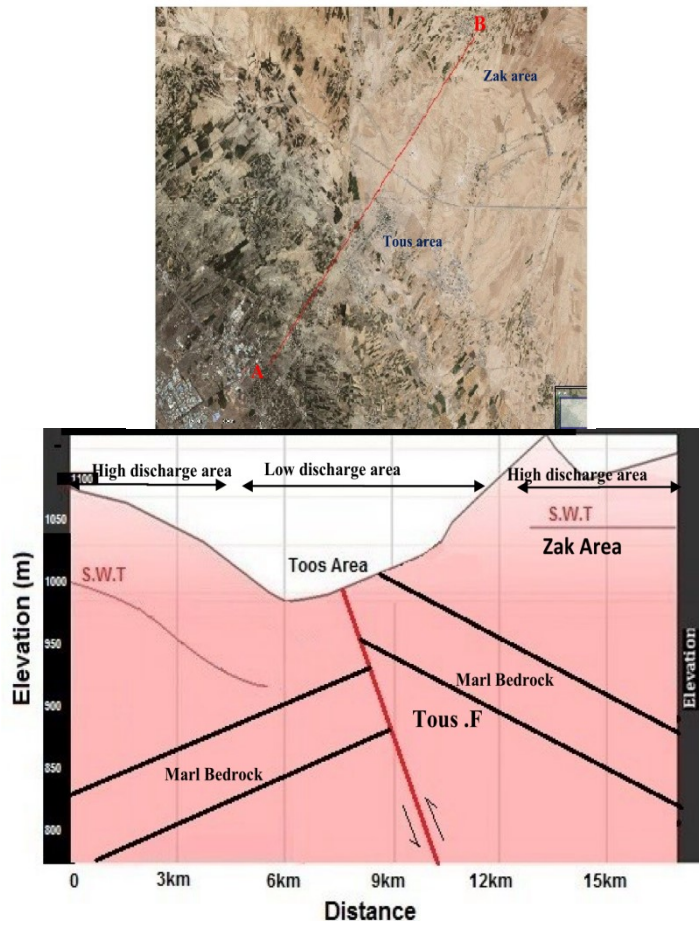 B
Zak area
Tous area
A
High discharge area
Low discharge area
High discharge area
1100
1050
1000
950
900
850
800
Elevation (m)
S.W.T
Toos Area
S.W.T
Zak Area
Marl Bedrock
Tous .F
Marl Bedrock
Elevation
0 3km 6km 9km 12km 15km
Distance